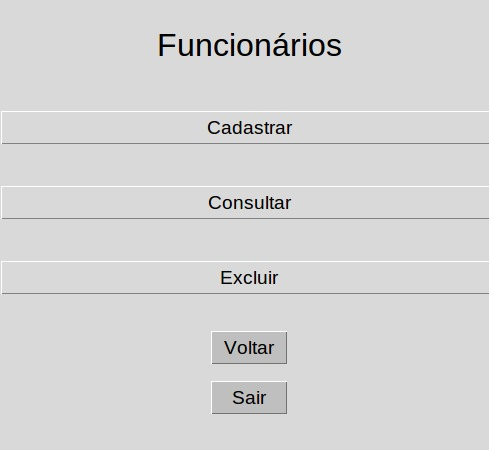 Funcionários
Cadastrar
Consultar
Excluir
Voltar
Sair